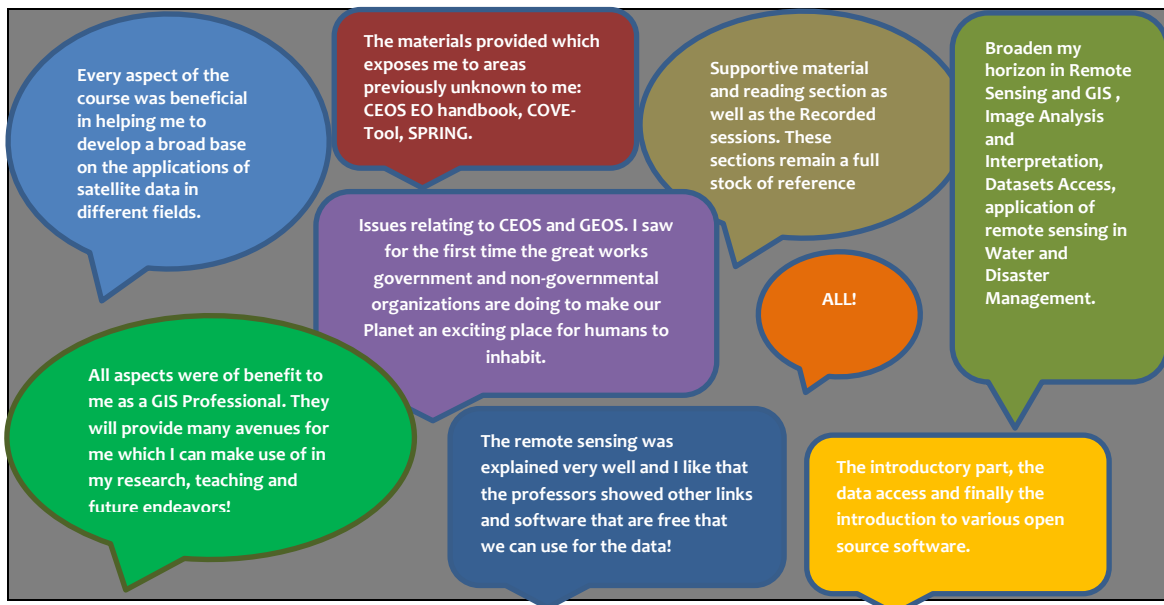 Every aspect of the
course was beneficial
in helping me to
develop a broad base
on the applications of
satellite data in
different fields.
The materials provided which
exposes me to areas
previously unknown to me:
CEOS EO handbook, COVE-
Tool, SPRING.
Supportive material
and reading section as
well as the Recorded
sessions. These
sections remain a full
stock of reference
Broaden my
horizon in Remote
Sensing and GIS ,
Image Analysis
and
Interpretation,
Datasets Access,
application of
remote sensing in
Water and
Disaster
Management.
Issues relating to CEOS and GEOS. I saw
for the first time the great works
government and non-governmental
organizations are doing to make our
Planet an exciting place for humans to
inhabit.
ALL!
All aspects were of benefit to
me as a GIS Professional. They
will provide many avenues for
me which I can make use of in
my research, teaching and
future endeavors!
The remote sensing was
explained very well and I like that
the professors showed other links
and software that are free that
we can use for the data!
The introductory part, the
data access and finally the
introduction to various open
source software.